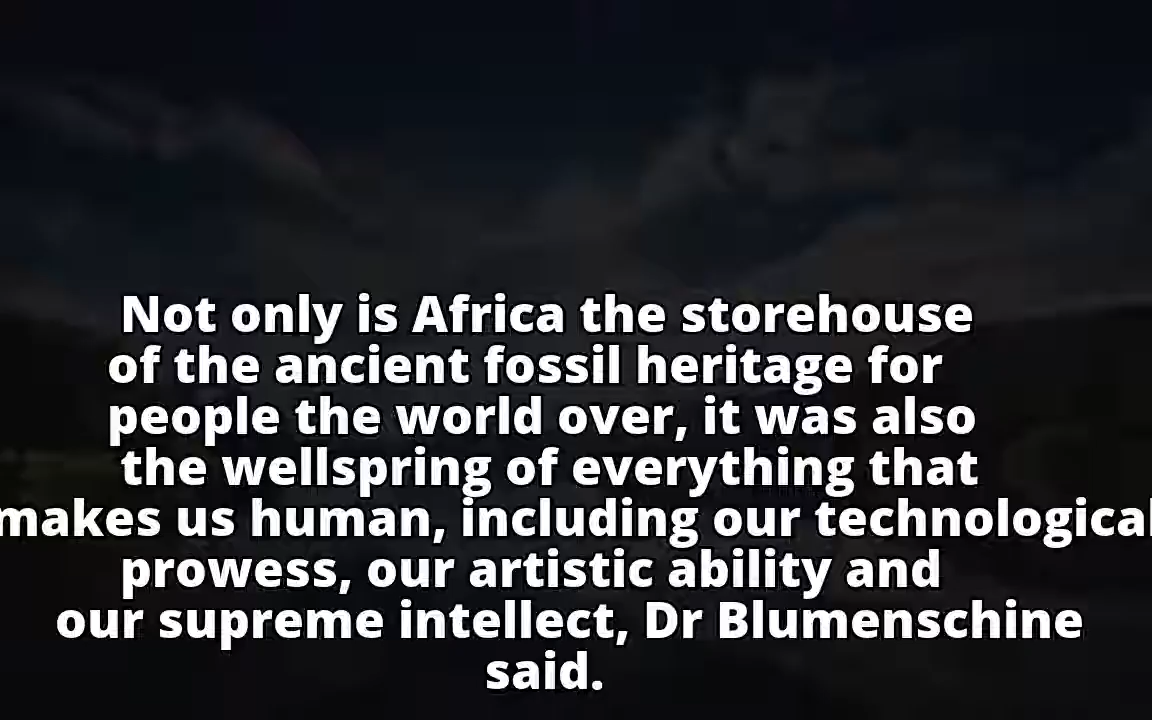 Not only is Africa the storehouse
of the ancient fossil heritage for
people the world over, it was also
the wellspring of everything that
makes us human, including our technological
prowess, our artistic ability and
our supreme intellect, Dr Blumenschine
said.